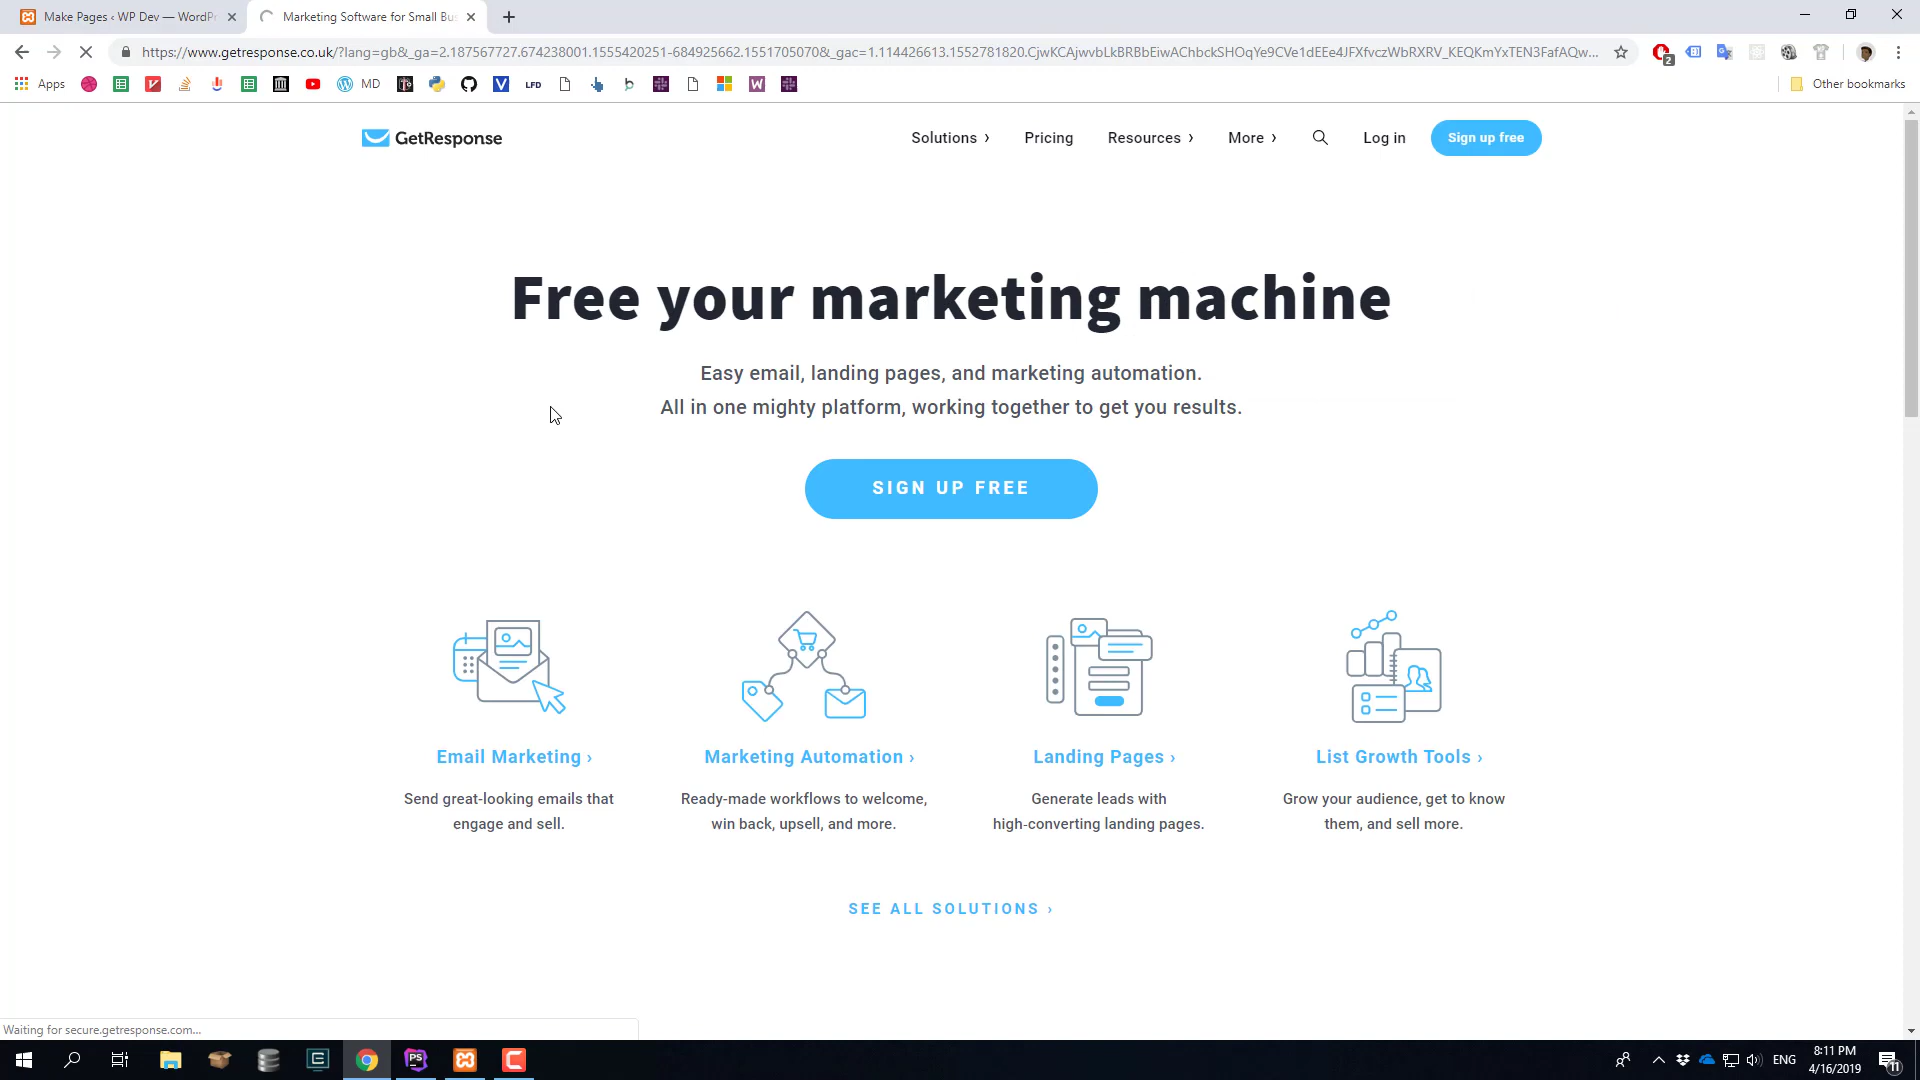 Make Pages ‹ WP Dev — WordPr
Marketing Software for Small Bus
https://www.getresponse.co.uk/?lang=gb&_ga=2.187567727.674238001.1555420251-684925662.1551705070&_gac=1.114426613.1552781820.CjwKCAjwvbLkBRBbEiwAChbckSHOqYe9CVe1dEEe4JFXfvczWbRXRV_KEQKmYxTEN3FafAQw...
2
Apps
MD
LFD
Other bookmarks
GetResponse
Solutions ›
Pricing
Resources ›
More ›
Log in
Sign up free
Free your marketing machine
Easy email, landing pages, and marketing automation.
All in one mighty platform, working together to get you results.
SIGN UP FREE
Email Marketing ›
Send great-looking emails that
engage and sell.
Marketing Automation ›
Ready-made workflows to welcome,
win back, upsell, and more.
Landing Pages ›
Generate leads with
high-converting landing pages.
List Growth Tools ›
Grow your audience, get to know
them, and sell more.
SEE ALL SOLUTIONS ›
Waiting for secure.getresponse.com...
PS
ENG
8:11 PM
4/16/2019
11